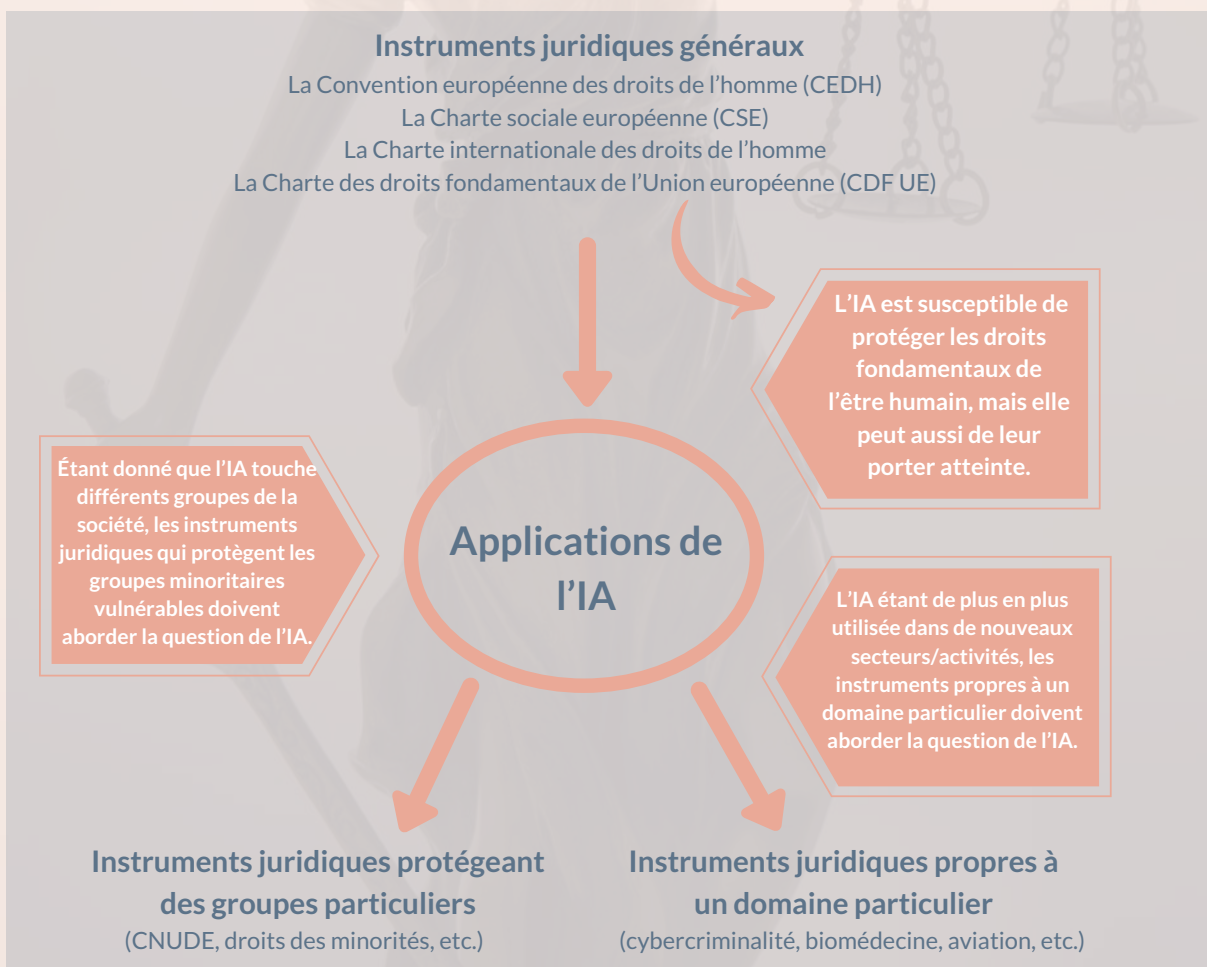 Instruments juridiques généraux
La Convention européenne des droits de l’homme (CEDH)
La Charte sociale européenne (CSE)
La Charte internationale des droits de l’homme
La Charte des droits fondamentaux de l’Union européenne (CDF UE)
L’IA est susceptible de
protéger les droits
fondamentaux de
l’être humain, mais elle
peut aussi de leur
porter atteinte.
Étant donné que l’IA touche
différents groupes de la
société, les instruments
juridiques qui protègent les
groupes minoritaires
vulnérables doivent
aborder la question de l’IA.
Applications de
l’IA
L’IA étant de plus en plus
utilisée dans de nouveaux
secteurs/activités, les
instruments propres à un
domaine particulier doivent
aborder la question de l’IA.
Instruments juridiques protégeant
des groupes particuliers
(CNUDE, droits des minorités, etc.)
Instruments juridiques propres à
un domaine particulier
(cybercriminalité, biomédecine, aviation, etc.)